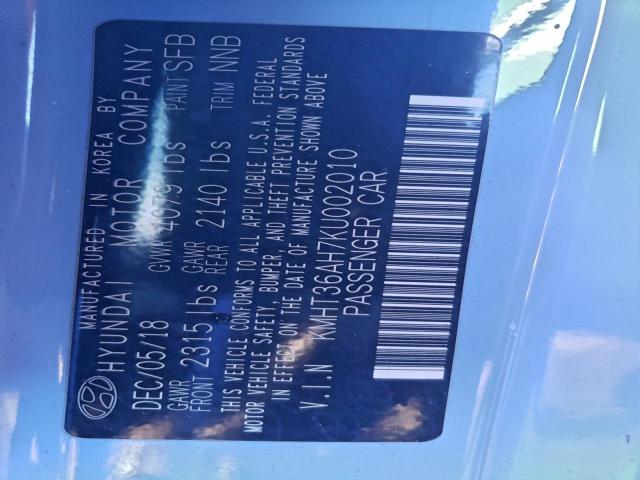 MANUFACTURED IN KOREA BY
HYUNDAI MOTOR COMPANY
DEC/05/18 GVWR 4079 lbs PAINT SFB
GAWR FRONT 2315 lbs GAWR REAR 2140 lbs TRIM NNB
THIS VEHICLE CONFORMS TO ALL APPLICABLE U.S.A. FEDERAL
MOTOR VEHICLE SAFETY, BUMPER, AND THEFT PREVENTION STANDARDS
IN EFFECT ON THE DATE OF MANUFACTURE SHOWN ABOVE
V.I.N KMHT36AH7KU002010
PASSENGER CAR